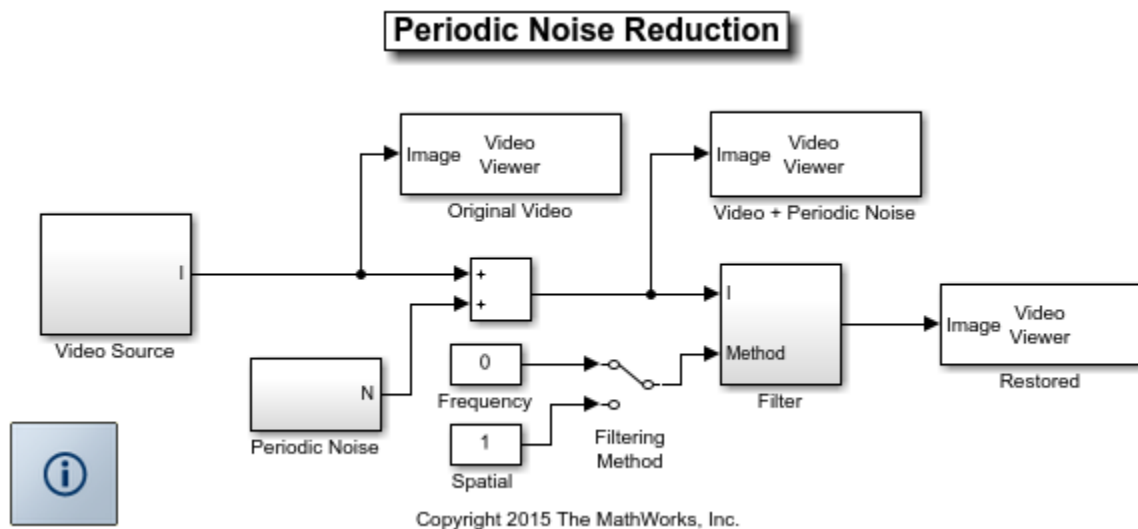 Periodic Noise Reduction
Image
Video
Viewer
Original Video
Image
Video
Viewer
Video + Periodic Noise
I
Video Source
+
+
N
Periodic Noise
0
Frequency
1
Spatial
Filtering
Method
I
Method
Filter
Image
Video
Viewer
Restored
i
Copyright 2015 The MathWorks, Inc.